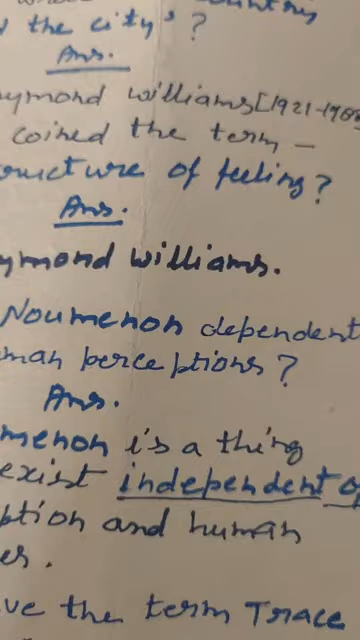 the city'?
Ans.
ymond williams [1921-1988
coined the term —
ructure of feeling?
Ans.
ymond williams.
Noumenon dependent
man perceptions?
Ans.
menon is a thing
exist independent of
ption and human
es.
ve the term Trace